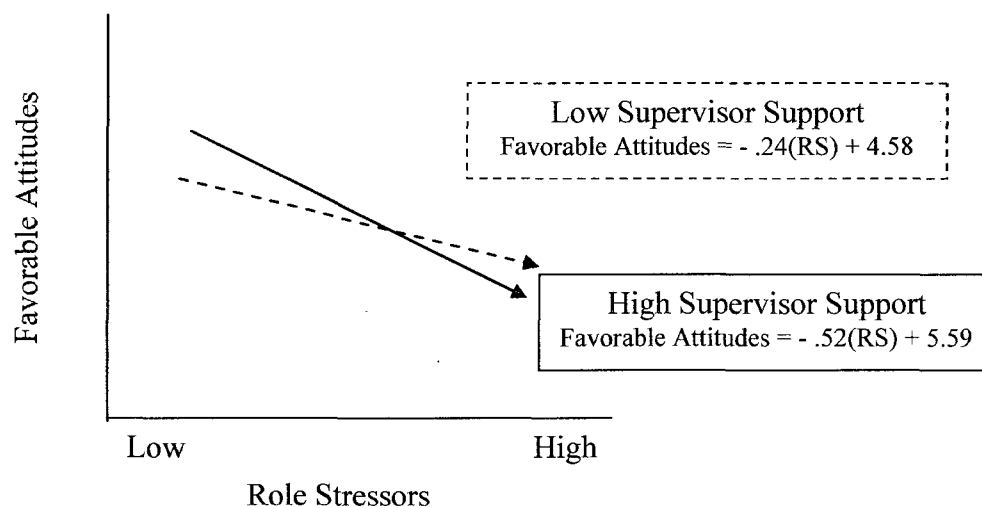 Favorable Attitudes
Low Supervisor Support
Favorable Attitudes = - .24(RS) + 4.58
High Supervisor Support
Favorable Attitudes = - .52(RS) + 5.59
Low
High
Role Stressors